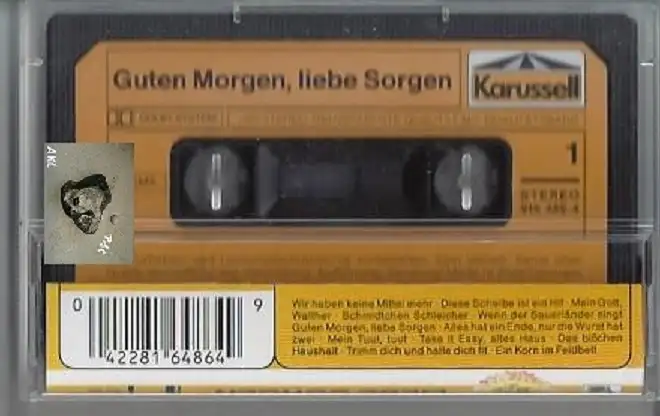 Guten Morgen, liebe Sorgen
Karussell
1
STEREO
AKL
0
9
42281 64864
Wir haben keine Mittel mehr · Diese Scheibe ist ein Hit · Mein Gott,
Walther · Schmidtchen Schleicher · Wenn der Sauerländer singt
Guten Morgen, liebe Sorgen · Alles hat ein Ende, nur die Wurst hat
zwei · Mein Tuut, tuut · Take it Easy, altes Haus · Das bißchen
Haushalt · Trimm dich und halte dich fit · Ein Korn im Feldbett